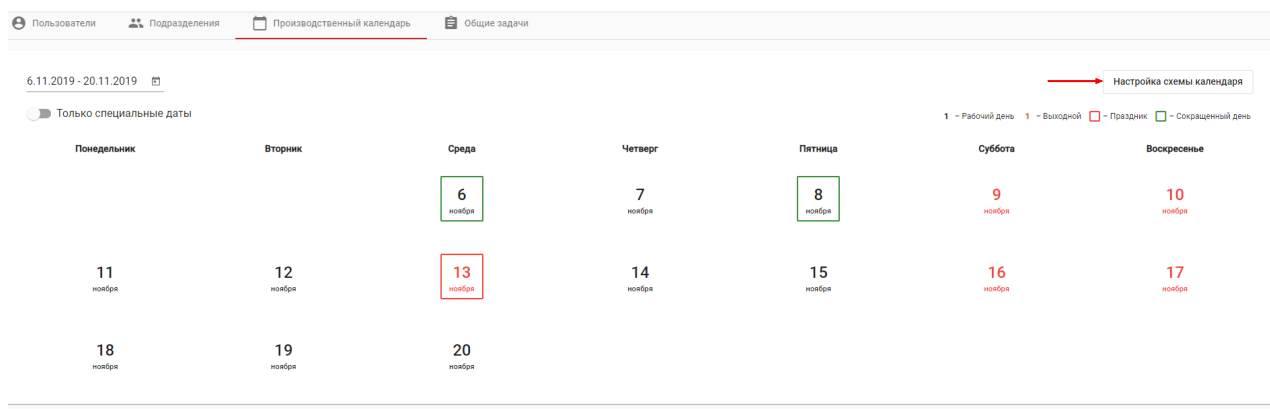 Пользователи Подразделения Производственный календарь Общие задачи
6.11.2019 - 20.11.2019 Настройка схемы календаря
Только специальные даты 1 – Рабочий день 1 – Выходной – Праздник – Сокращенный день
Понедельник Вторник Среда Четверг Пятница Суббота Воскресенье
6 7 8 9 10
ноября ноября ноября ноября ноября
11 12 13 14 15 16 17
ноября ноября ноября ноября ноября ноября ноября
18 19 20
ноября ноября ноября